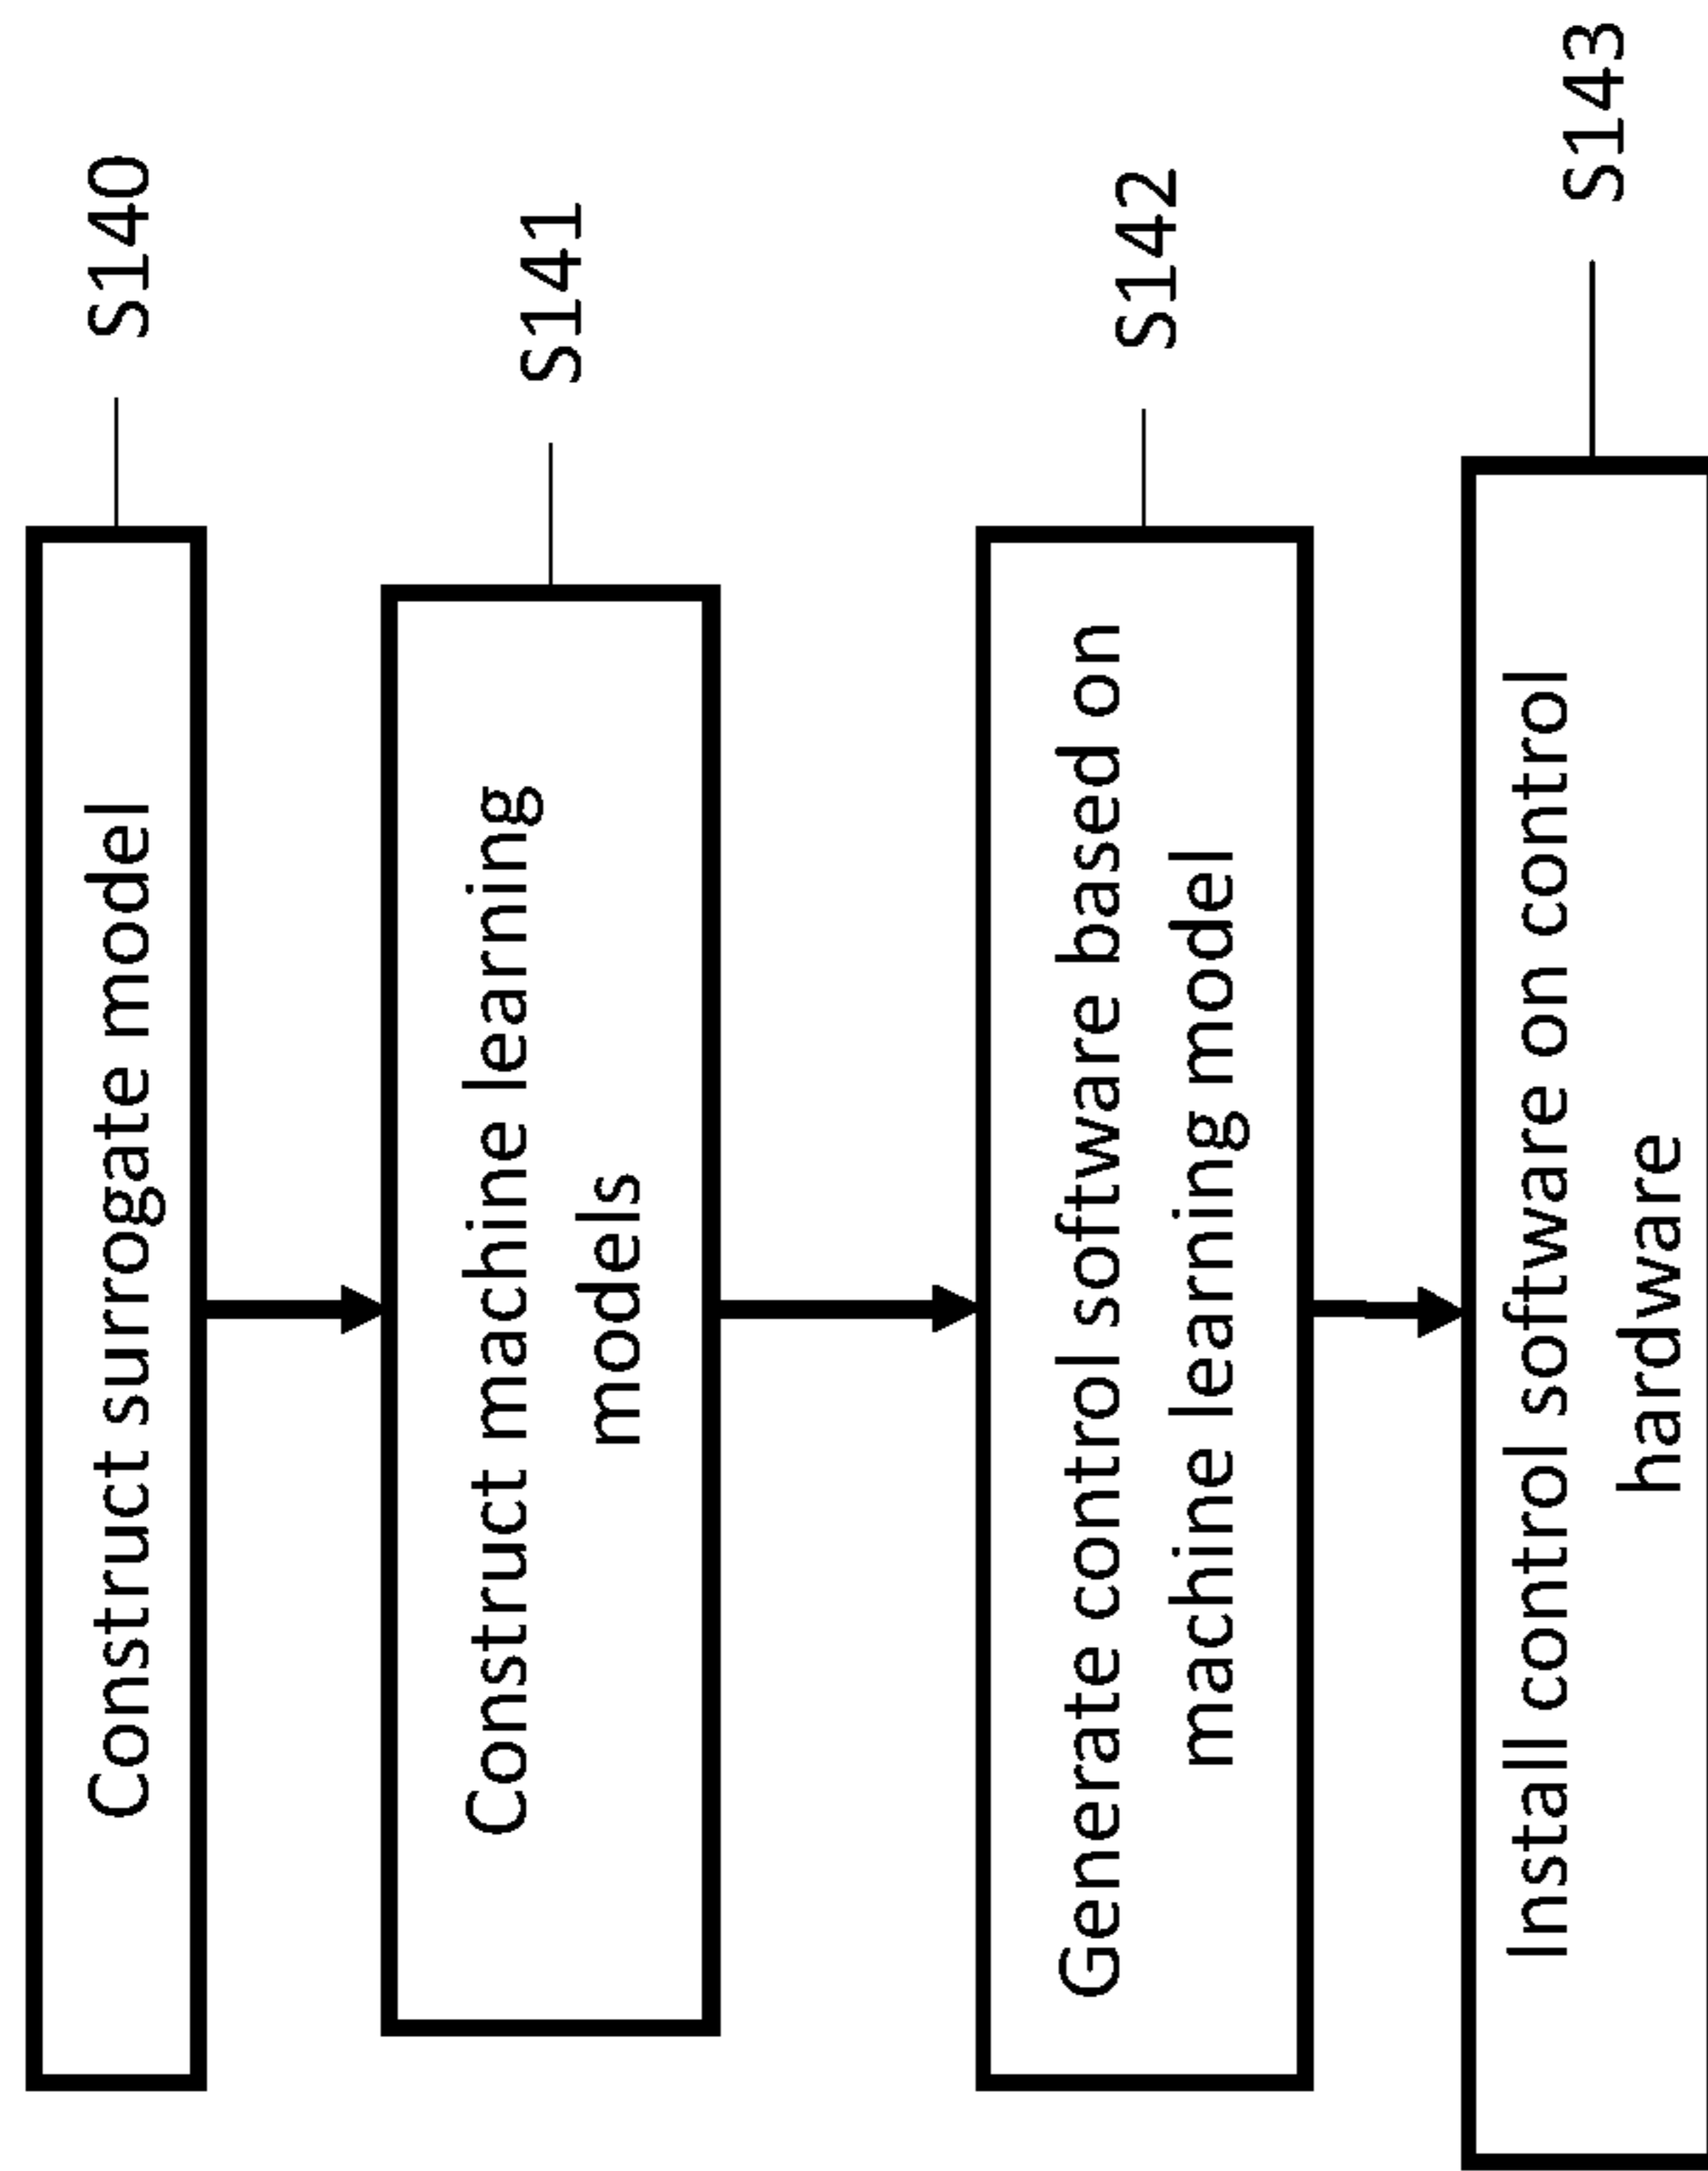 Construct surrogate model
S140
Construct machine learning
models
S141
Generate control software based on
machine learning model
S142
Install control software on control
hardware
S143